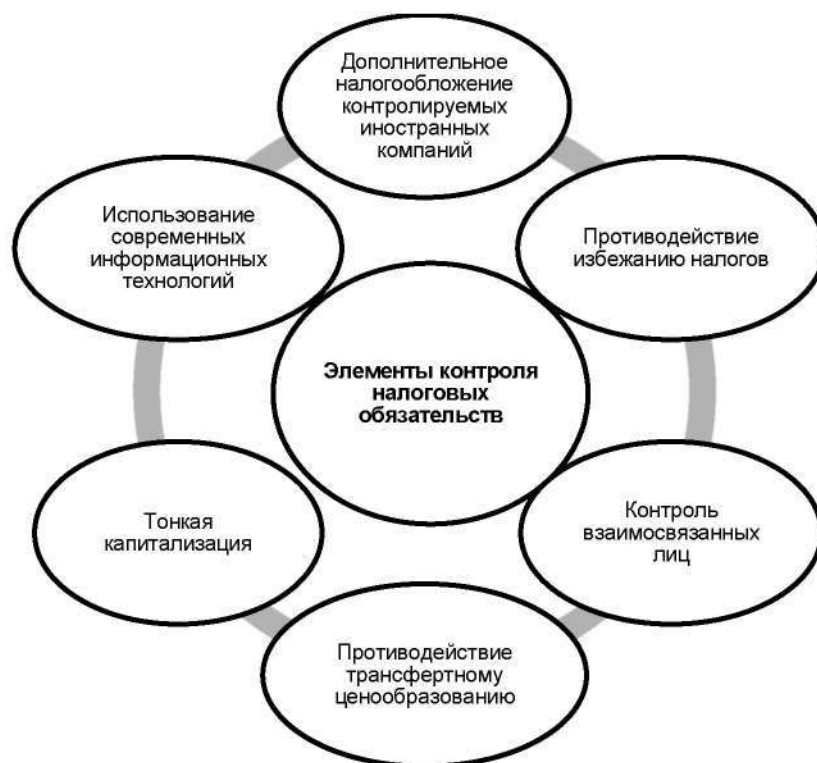 Дополнительное
налогообложение
контролируемых
иностранных
компаний
Использование
современных
информационных
технологий
Противодействие
избежанию налогов
Элементы контроля
налоговых
обязательств
Тонкая
капитализация
Контроль
взаимосвязанных
лиц
Противодействие
трансфертному
ценообразованию